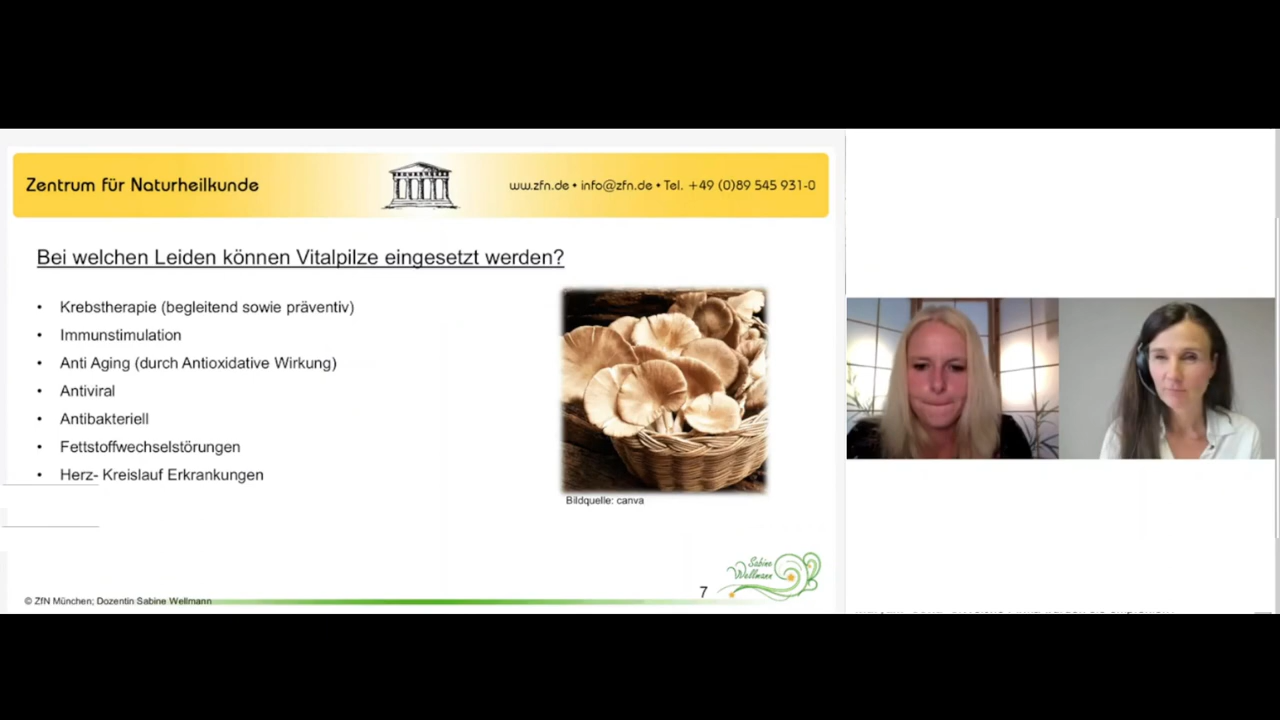 Zentrum für Naturheilkunde
ww.zfn.de • info@zfn.de • Tel. +49 (0)89 545 931-0
Bei welchen Leiden können Vitalpilze eingesetzt werden?
• Krebstherapie (begleitend sowie präventiv)
• Immunstimulation
• Anti Aging (durch Antioxidative Wirkung)
• Antiviral
• Antibakteriell
• Fettstoffwechselstörungen
• Herz- Kreislauf Erkrankungen
Bildquelle: canva
Sabine
Wellmann
7
© ZfN München; Dozentin Sabine Wellmann